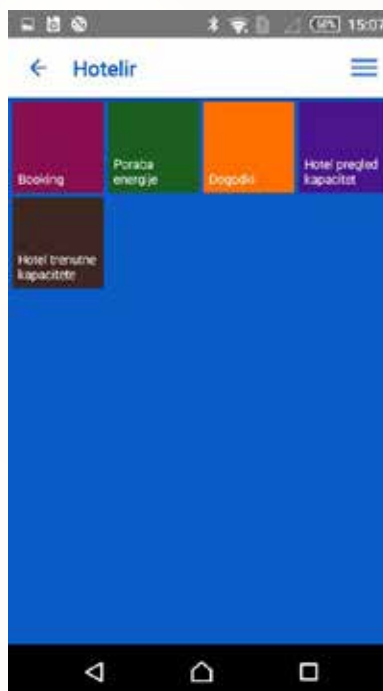 15:07
Hotelir
Booking
Poraba
energije
Dogodki
Hotel pregled
kapacitet
Hotel trenutne
kapacitete